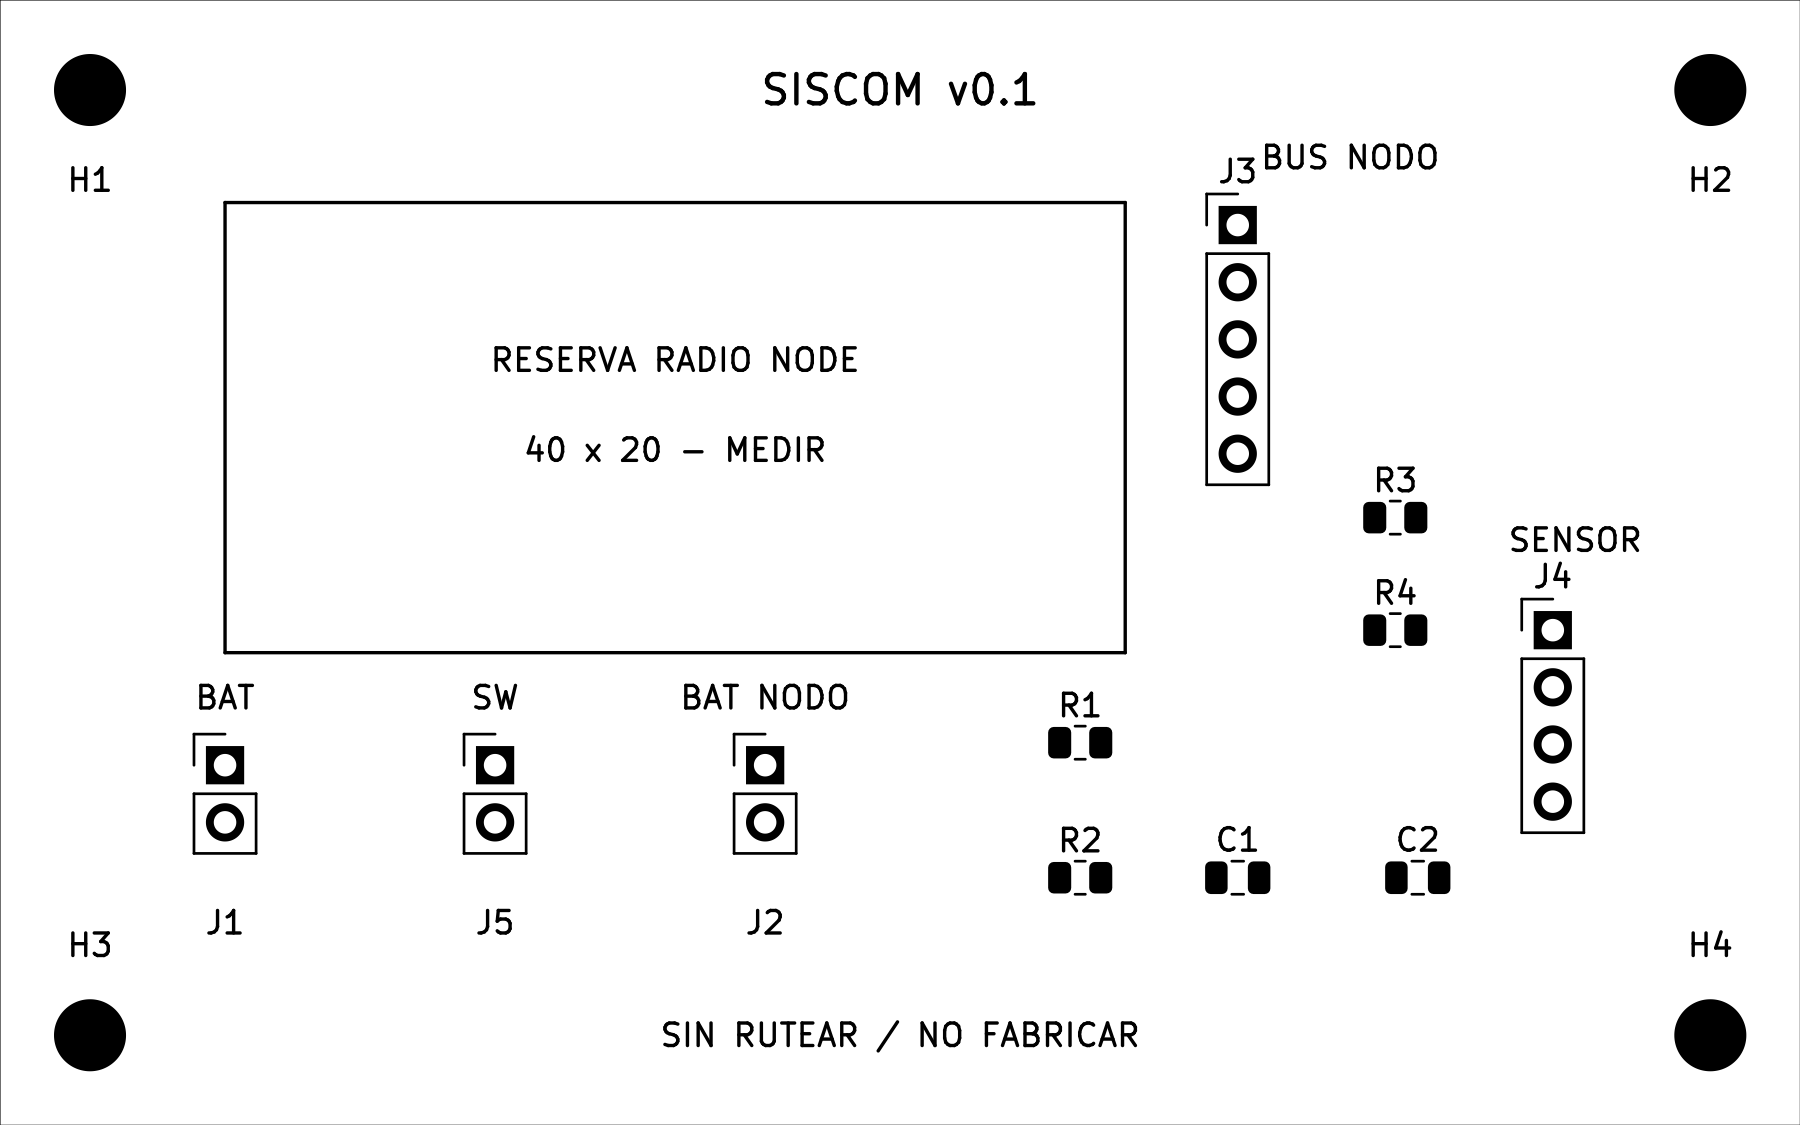 SISCOM v0.1
J3 BUS NODO
H1
H2
RESERVA RADIO NODE
40 x 20 - MEDIR
R3
SENSOR
J4
R4
BAT
SW
BAT NODO
R1
R2
C1
C2
J1
J5
J2
H3
H4
SIN RUTEAR / NO FABRICAR